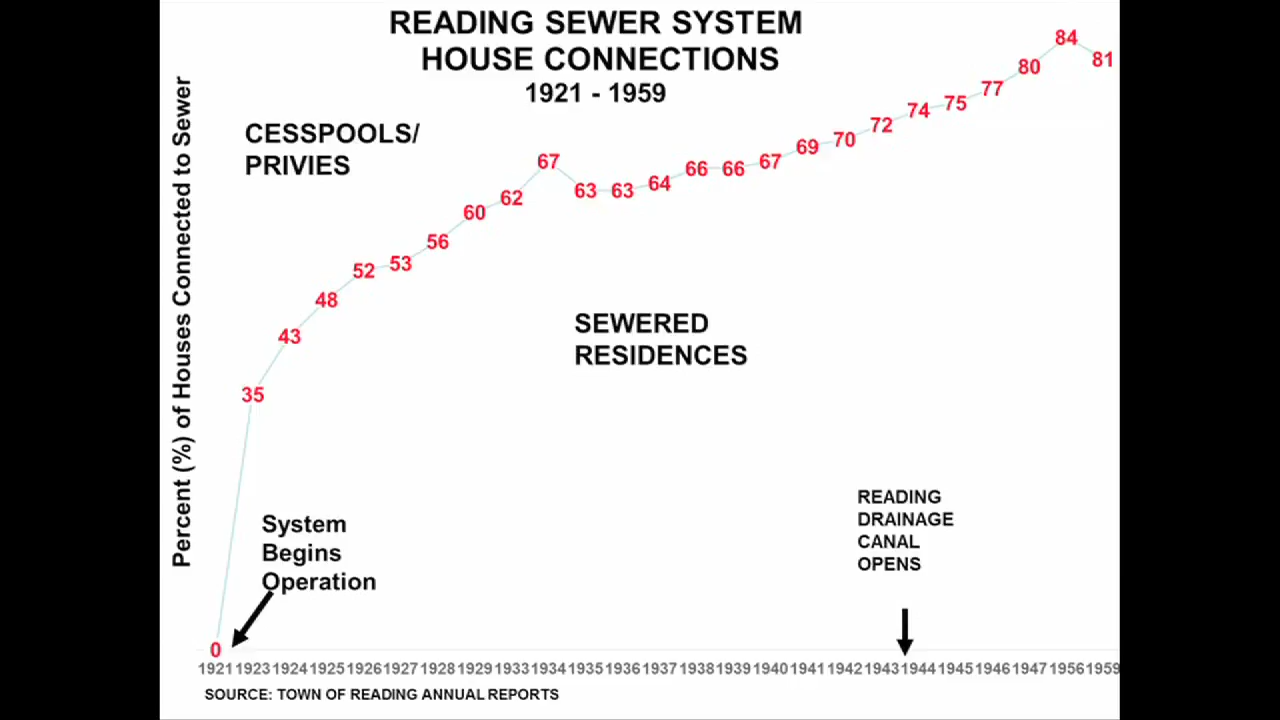 READING SEWER SYSTEM
HOUSE CONNECTIONS
1921 - 1959
Percent (%) of Houses Connected to Sewer
CESSPOOLS/
PRIVIES
SEWERED
RESIDENCES
System
Begins
Operation
READING
DRAINAGE
CANAL
OPENS
0 35 43 48 52 53 56 60 62 67 63 63 64 66 66 67 69 70 72 74 75 77 80 84 81
1921 1923 1924 1925 1926 1927 1928 1929 1933 1934 1935 1936 1937 1938 1939 1940 1941 1942 1943 1944 1945 1946 1947 1956 1959
SOURCE: TOWN OF READING ANNUAL REPORTS